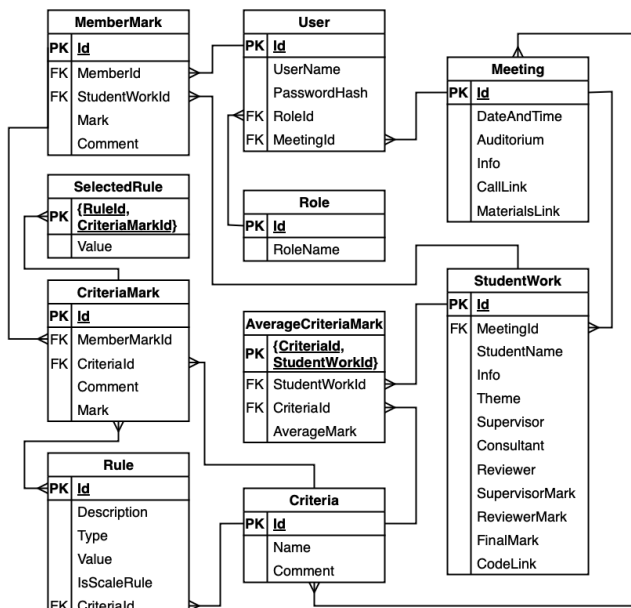 MemberMark
PK Id
FK MemberId
FK StudentWorkId
Mark
Comment
User
PK Id
UserName
PasswordHash
FK RoleId
FK MeetingId
Meeting
PK Id
DateAndTime
Auditorium
Info
CallLink
MaterialsLink
SelectedRule
PK {RuleId,
CriteriaMarkId}
Value
Role
PK Id
RoleName
CriteriaMark
PK Id
FK MemberMarkId
FK CriteriaId
Comment
Mark
AverageCriteriaMark
PK {CriteriaId,
StudentWorkId}
FK StudentWorkId
FK CriteriaId
AverageMark
StudentWork
PK Id
FK MeetingId
StudentName
Info
Theme
Supervisor
Consultant
Reviewer
SupervisorMark
ReviewerMark
FinalMark
CodeLink
Rule
PK Id
Description
Type
Value
IsScaleRule
FK CriteriaId
Criteria
PK Id
Name
Comment